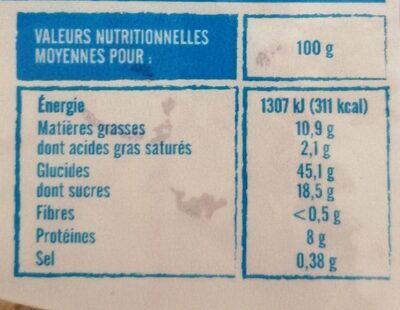 VALEURS NUTRITIONNELLES
MOYENNES POUR :
100 g
Énergie 1307 kJ (311 kcal)
Matières grasses 10,9 g
dont acides gras saturés 2,1 g
Glucides 45,1 g
dont sucres 18,5 g
Fibres <0,5 g
Protéines 8 g
Sel 0,38 g